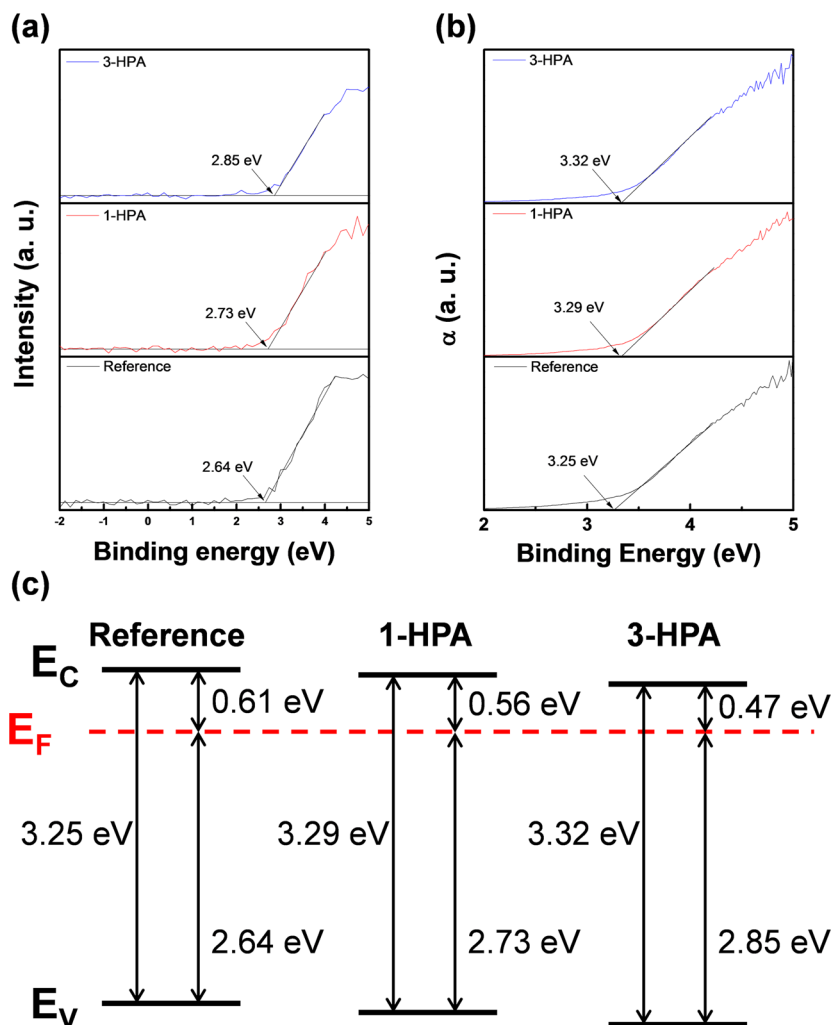 (a)
3-HPA
2.85 eV
1-HPA
2.73 eV
Reference
2.64 eV
Intensity (a. u.)
-2 -1 0 1 2 3 4 5
Binding energy (eV)
(b)
3-HPA
3.32 eV
1-HPA
3.29 eV
Reference
3.25 eV
α (a. u.)
2 3 4 5
Binding Energy (eV)
(c)
Reference 1-HPA 3-HPA
EC
0.61 eV 0.56 eV 0.47 eV
EF
3.25 eV 3.29 eV 3.32 eV
2.64 eV 2.73 eV 2.85 eV
EV